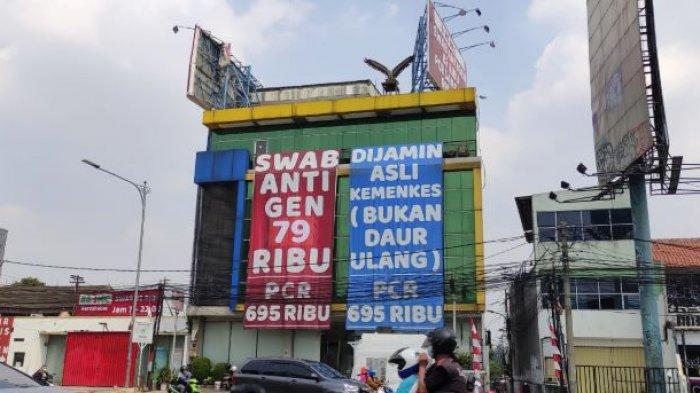 SWAB
ANTI
GEN
79
RIBU
PCR
695 RIBU
DIJAMIN
ASLI
KEMENKES
( BUKAN
DAUR
ULANG )
PCR
695 RIBU